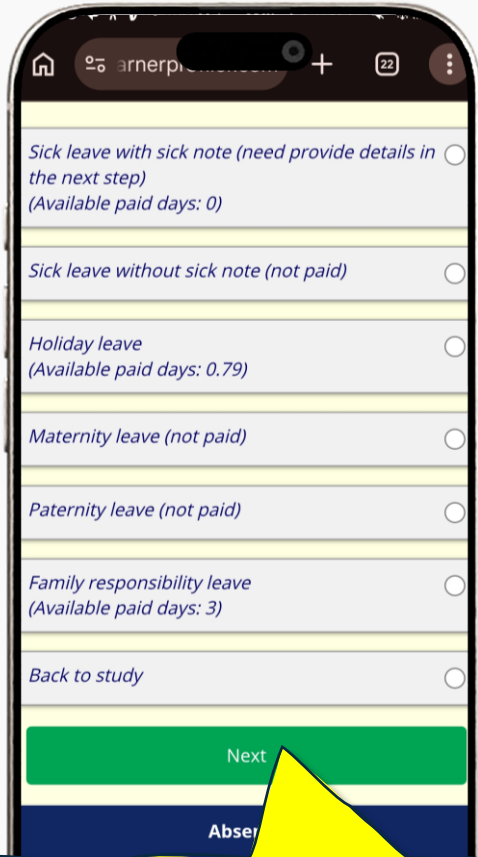 22
Sick leave with sick note (need provide details in
the next step)
(Available paid days: 0)
Sick leave without sick note (not paid)
Holiday leave
(Available paid days: 0.79)
Maternity leave (not paid)
Paternity leave (not paid)
Family responsibility leave
(Available paid days: 3)
Back to study
Next